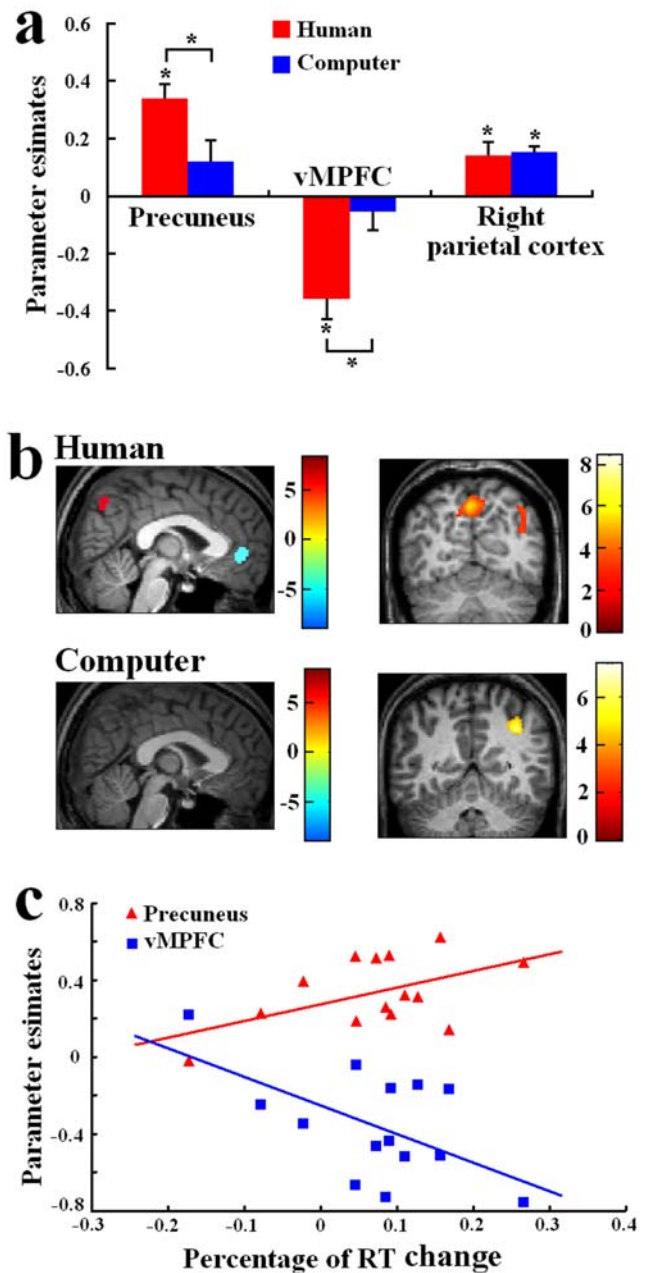 a
Human
Computer
Parameter esimates
0.6
0.4
0.2
0
-0.2
-0.4
-0.6
*
*
*
*
*
*
Precuneus
vMPFC
Right
parietal cortex
b
Human
5
0
-5
8
6
4
2
0
Computer
5
0
-5
6
4
2
0
c
Precuneus
vMPFC
Parameter esimates
0.8
0.4
0
-0.4
-0.8
-0.3 -0.2 -0.1 0 0.1 0.2 0.3 0.4
Percentage of RT change